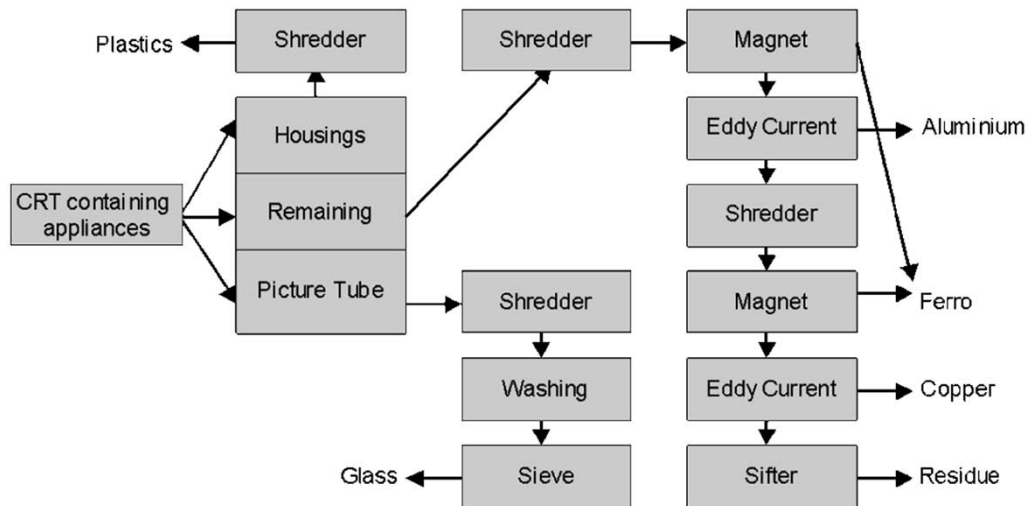 Plastics
Shredder
Shredder
Magnet
Housings
Eddy Current
Aluminium
CRT containing
appliances
Remaining
Shredder
Picture Tube
Shredder
Magnet
Ferro
Washing
Eddy Current
Copper
Glass
Sieve
Sifter
Residue